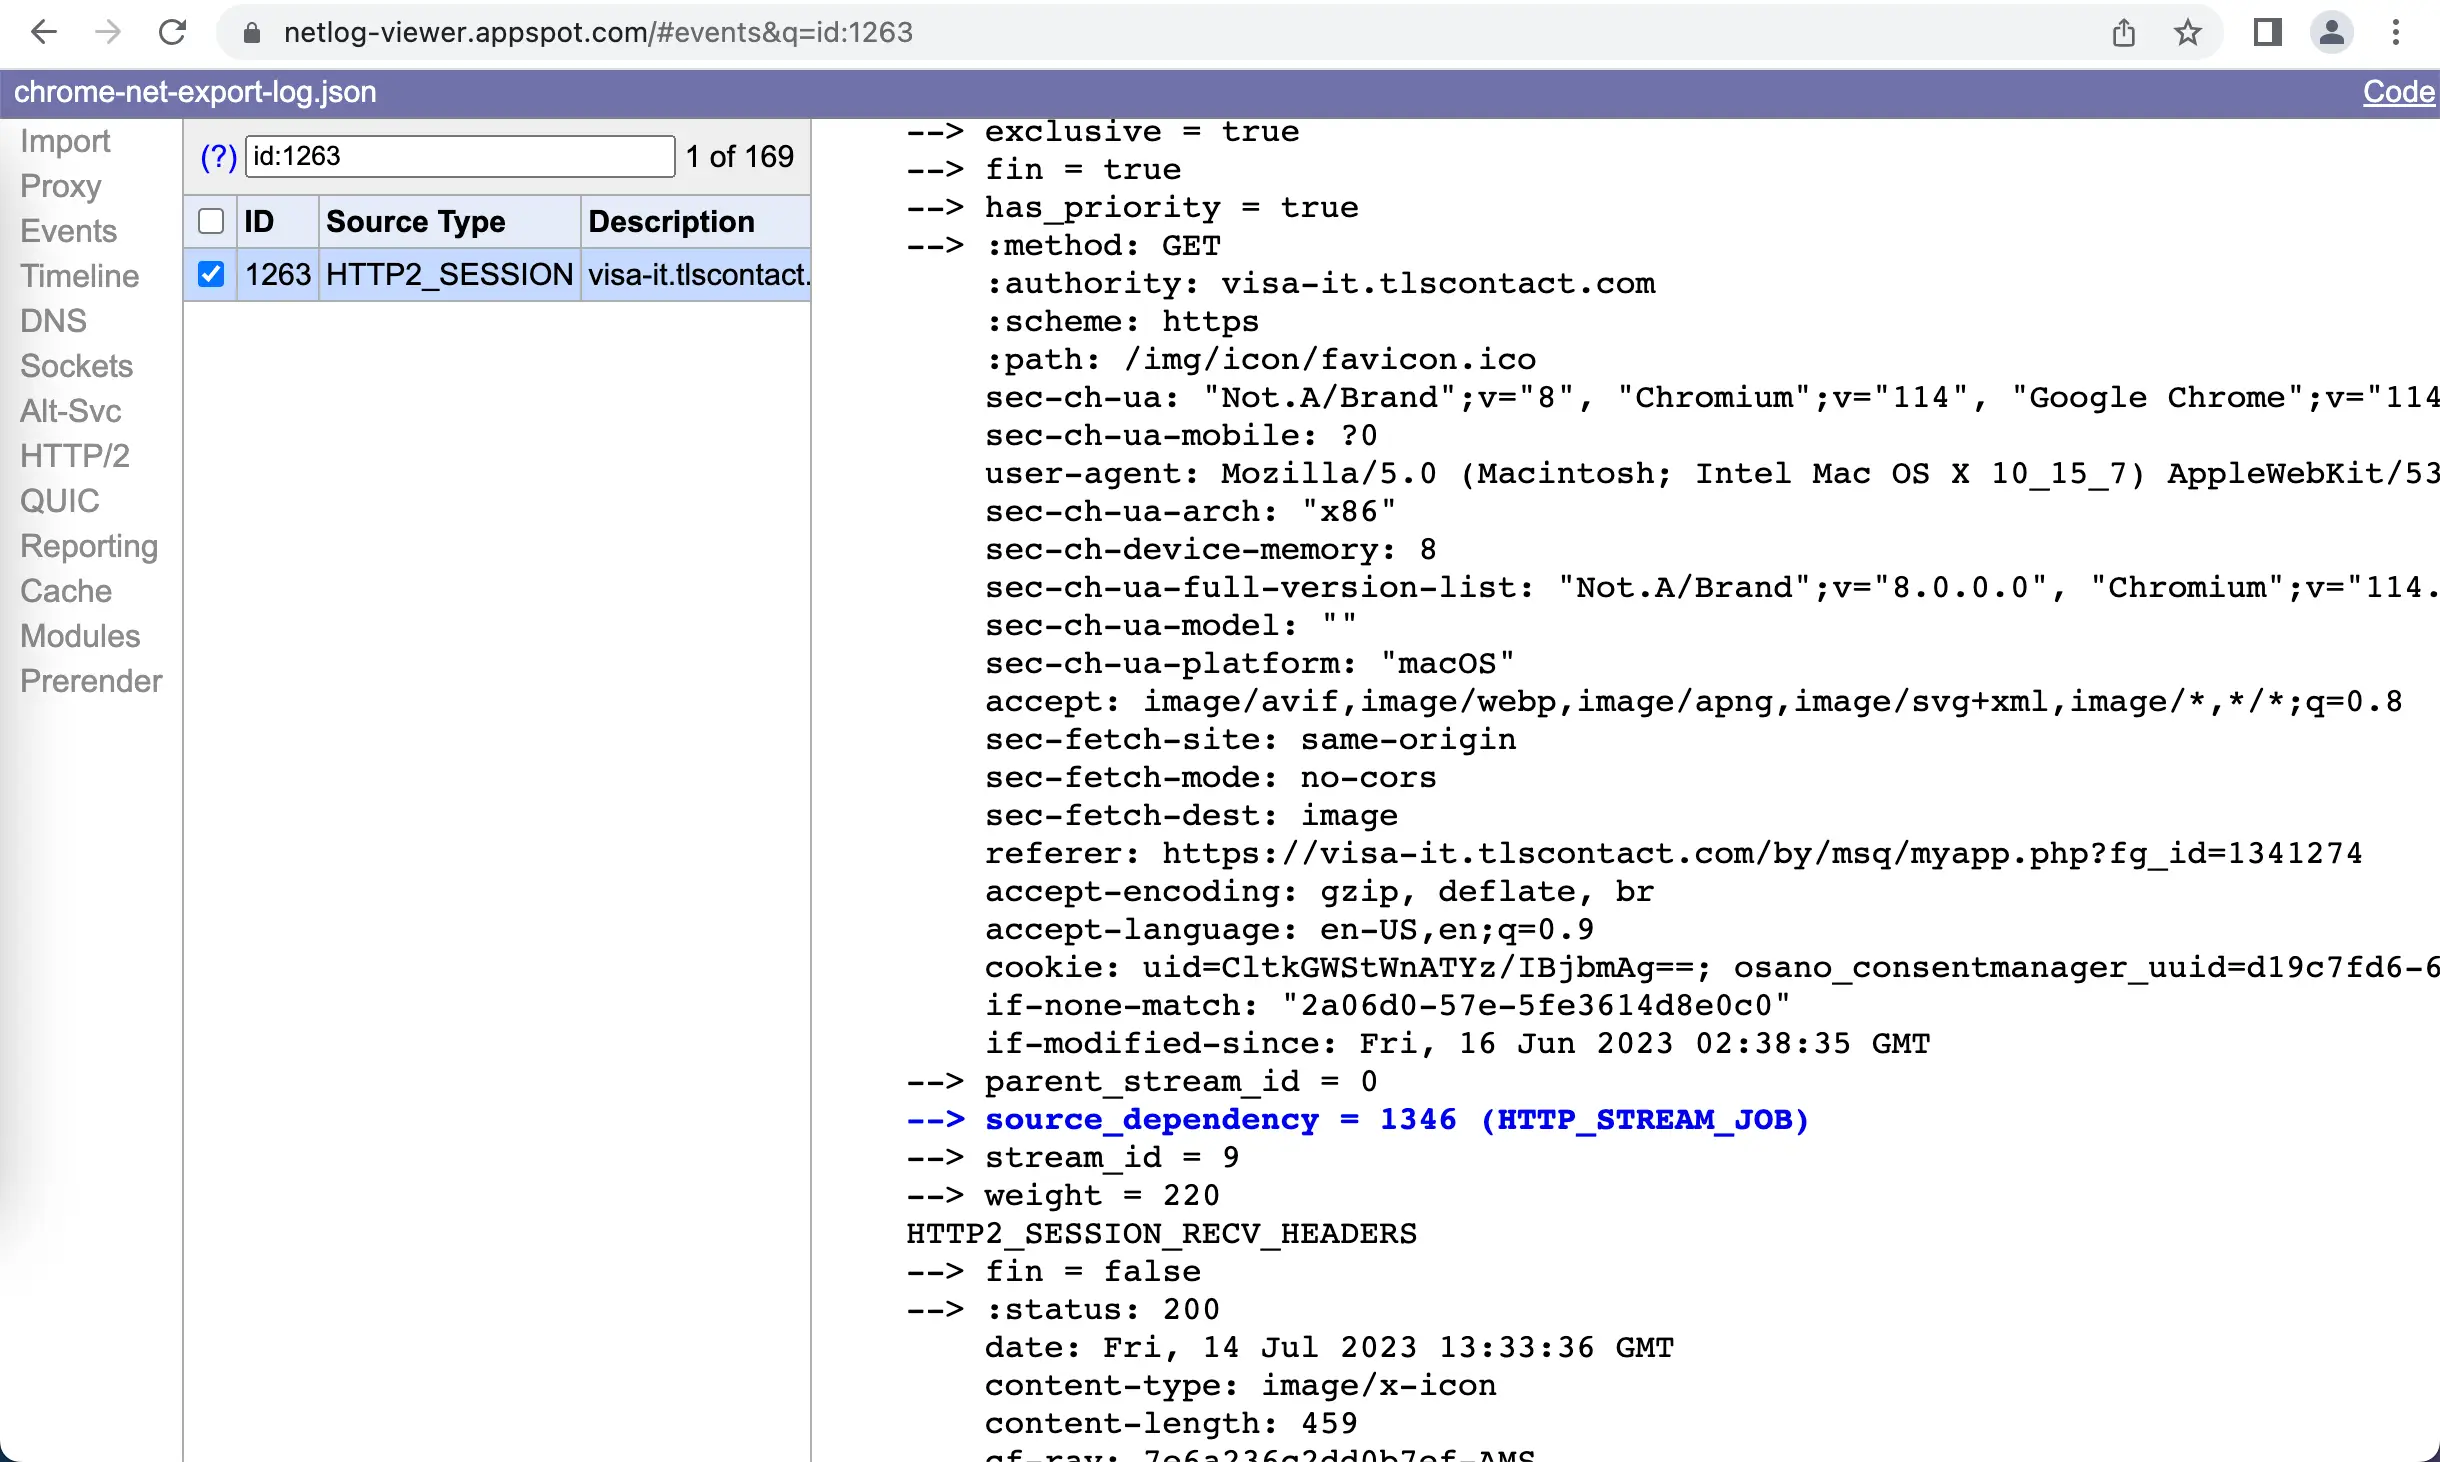 netlog-viewer.appspot.com/#events&q=id:1263
chrome-net-export-log.json
Code
Import
Proxy
Events
Timeline
DNS
Sockets
Alt-Svc
HTTP/2
QUIC
Reporting
Cache
Modules
Prerender
(?) id:1263 1 of 169
ID Source Type Description
1263 HTTP2_SESSION visa-it.tlscontact.
--> exclusive = true
--> fin = true
--> has_priority = true
--> :method: GET
:authority: visa-it.tlscontact.com
:scheme: https
:path: /img/icon/favicon.ico
sec-ch-ua: "Not.A/Brand";v="8", "Chromium";v="114", "Google Chrome";v="114
sec-ch-ua-mobile: ?0
user-agent: Mozilla/5.0 (Macintosh; Intel Mac OS X 10_15_7) AppleWebKit/53
sec-ch-ua-arch: "x86"
sec-ch-device-memory: 8
sec-ch-ua-full-version-list: "Not.A/Brand";v="8.0.0.0", "Chromium";v="114.
sec-ch-ua-model: ""
sec-ch-ua-platform: "macOS"
accept: image/avif,image/webp,image/apng,image/svg+xml,image/*,*/*;q=0.8
sec-fetch-site: same-origin
sec-fetch-mode: no-cors
sec-fetch-dest: image
referer: https://visa-it.tlscontact.com/by/msq/myapp.php?fg_id=1341274
accept-encoding: gzip, deflate, br
accept-language: en-US,en;q=0.9
cookie: uid=CltkGWStWnATYz/IBjbmAg==; osano_consentmanager_uuid=d19c7fd6-6
if-none-match: "2a06d0-57e-5fe3614d8e0c0"
if-modified-since: Fri, 16 Jun 2023 02:38:35 GMT
--> parent_stream_id = 0
--> source_dependency = 1346 (HTTP_STREAM_JOB)
--> stream_id = 9
--> weight = 220
HTTP2_SESSION_RECV_HEADERS
--> fin = false
--> :status: 200
date: Fri, 14 Jul 2023 13:33:36 GMT
content-type: image/x-icon
content-length: 459